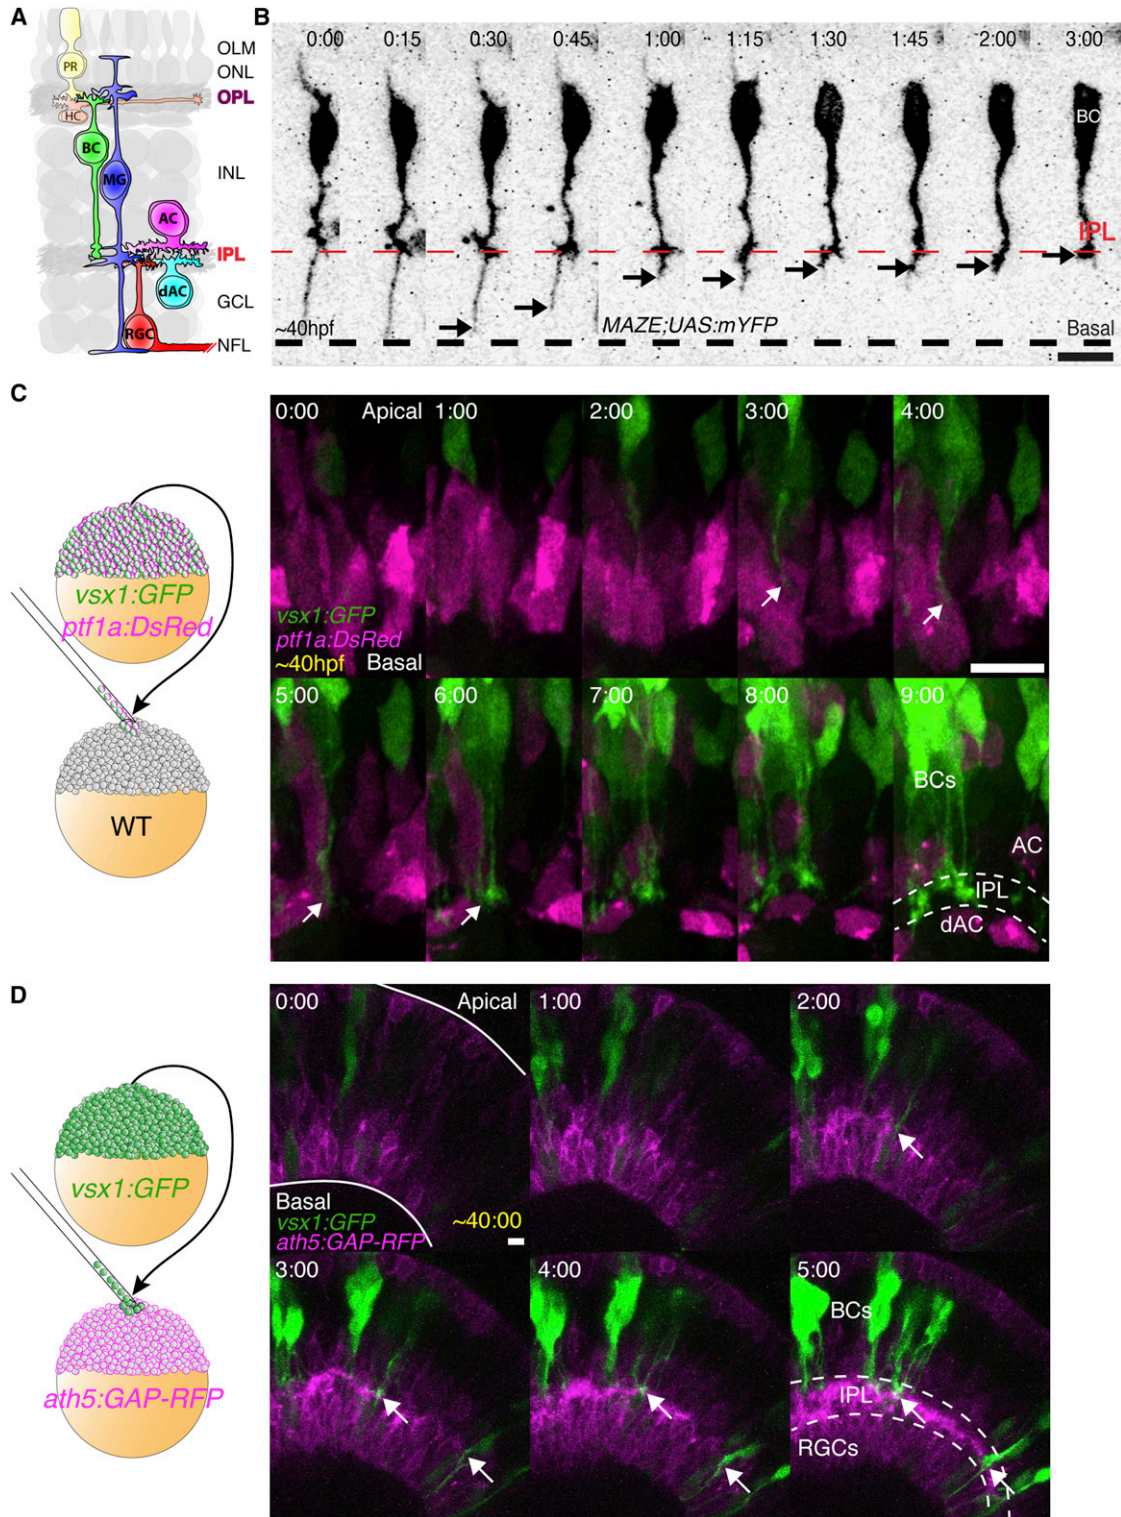 A
PR
HC
BC
MG
AC
dAC
RGC
OLM
ONL
OPL
INL
IPL
GCL
NFL
B
0:00 0:15 0:30 0:45 1:00 1:15 1:30 1:45 2:00 3:00
BC
IPL
~40hpf MAZE;UAS:mYFP Basal
C
vsx1:GFP
ptf1a:DsRed
WT
0:00 Apical 1:00 2:00 3:00 4:00
vsx1:GFP
ptf1a:DsRed
~40hpf Basal
5:00 6:00 7:00 8:00 9:00
BCs
AC
IPL
dAC
D
vsx1:GFP
ath5:GAP-RFP
0:00 Apical 1:00 2:00
Basal
vsx1:GFP ~40:00
ath5:GAP-RFP
3:00 4:00 5:00
BCs
IPL
RGCs